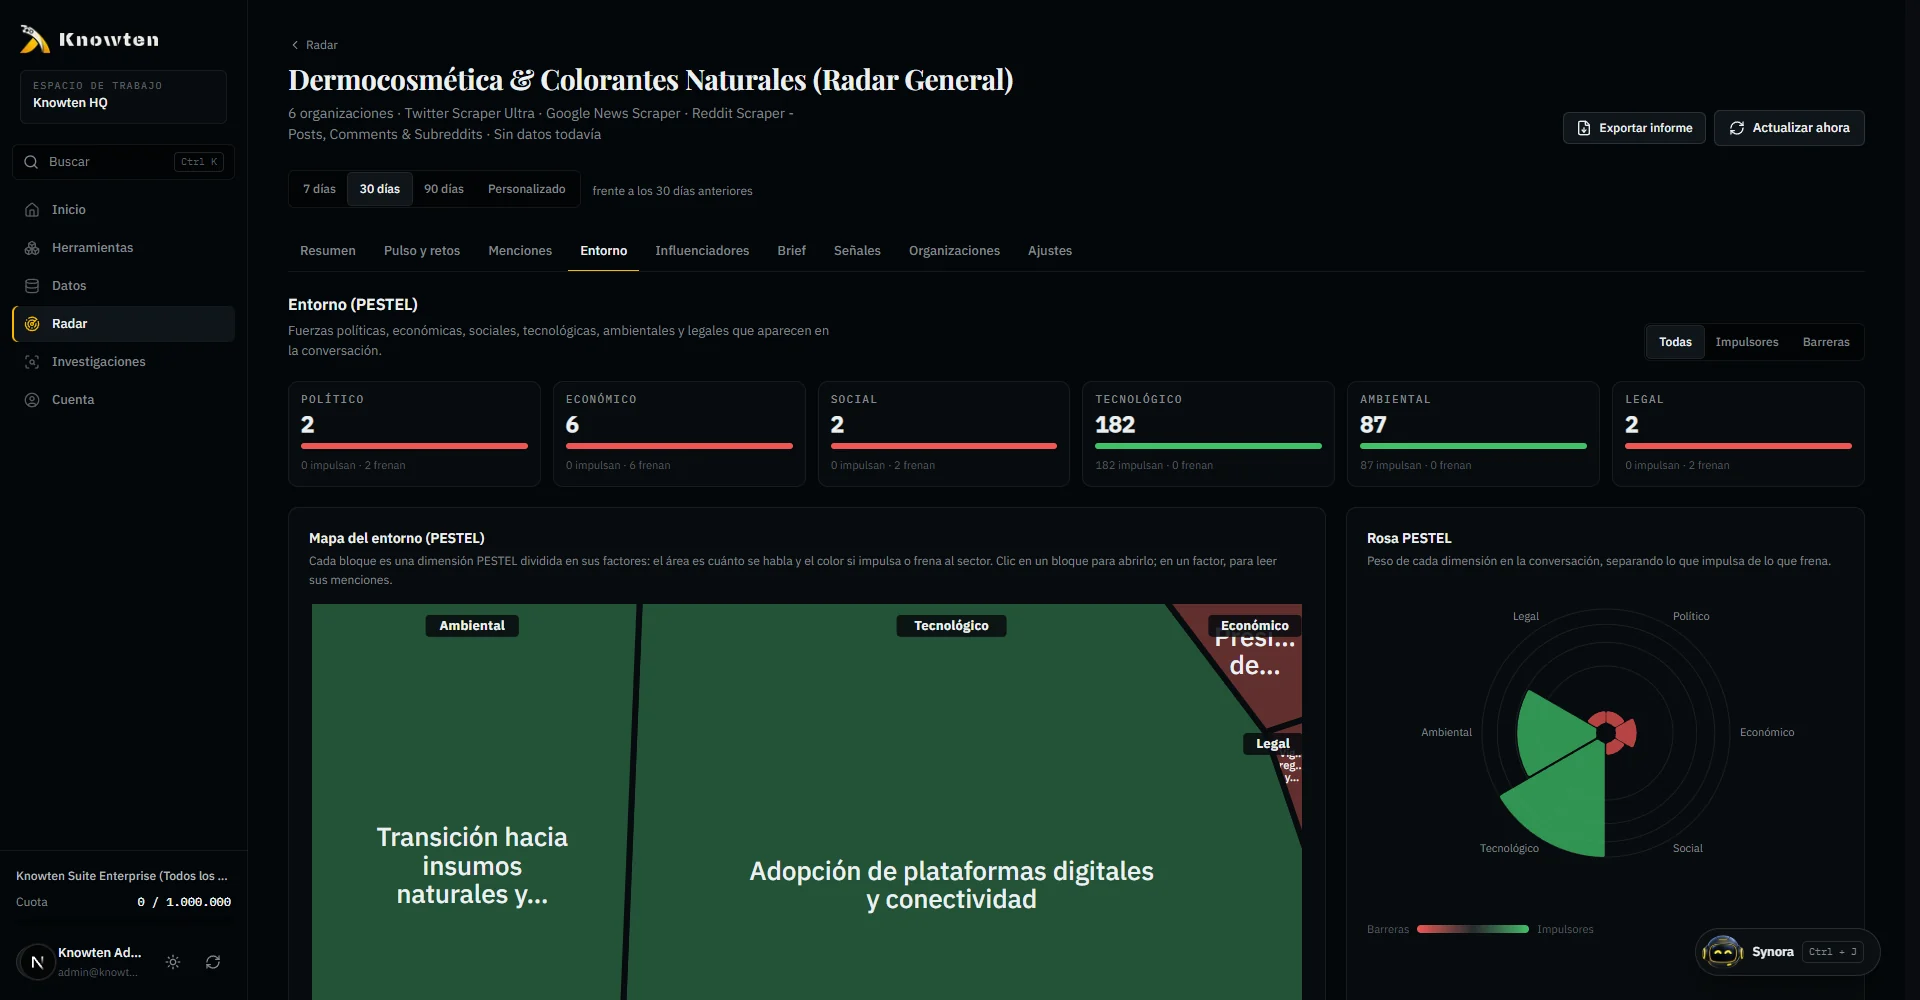 Knowten
ESPACIO DE TRABAJO
Knowten HQ
Buscar
Ctrl K
Inicio
Herramientas
Datos
Radar
Investigaciones
Cuenta
Knowten Suite Enterprise (Todos los ...
Cuota 0 / 1.000.000
N
Knowten Ad...
admin@knowt...
Radar
Dermocosmética & Colorantes Naturales (Radar General)
6 organizaciones · Twitter Scraper Ultra · Google News Scraper · Reddit Scraper -
Posts, Comments & Subreddits · Sin datos todavía
Exportar informe
Actualizar ahora
7 días 30 días 90 días Personalizado frente a los 30 días anteriores
Resumen Pulso y retos Menciones Entorno Influenciadores Brief Señales Organizaciones Ajustes
Entorno (PESTEL)
Fuerzas políticas, económicas, sociales, tecnológicas, ambientales y legales que aparecen en
la conversación.
Todas Impulsores Barreras
POLÍTICO
2
0 impulsan · 2 frenan
ECONÓMICO
6
0 impulsan · 6 frenan
SOCIAL
2
0 impulsan · 2 frenan
TECNOLÓGICO
182
182 impulsan · 0 frenan
AMBIENTAL
87
87 impulsan · 0 frenan
LEGAL
2
0 impulsan · 2 frenan
Mapa del entorno (PESTEL)
Cada bloque es una dimensión PESTEL dividida en sus factores: el área es cuánto se habla y el color si impulsa o frena al sector. Clic en un bloque para abrirlo; en un factor, para leer
sus menciones.
Ambiental
Transición hacia
insumos
naturales y...
Tecnológico
Adopción de plataformas digitales
y conectividad
Económico
Presi...
de...
Legal
reg...
y...
Rosa PESTEL
Peso de cada dimensión en la conversación, separando lo que impulsa de lo que frena.
Legal
Político
Ambiental
Económico
Tecnológico
Social
Barreras
Impulsores
Synora
Ctrl + J